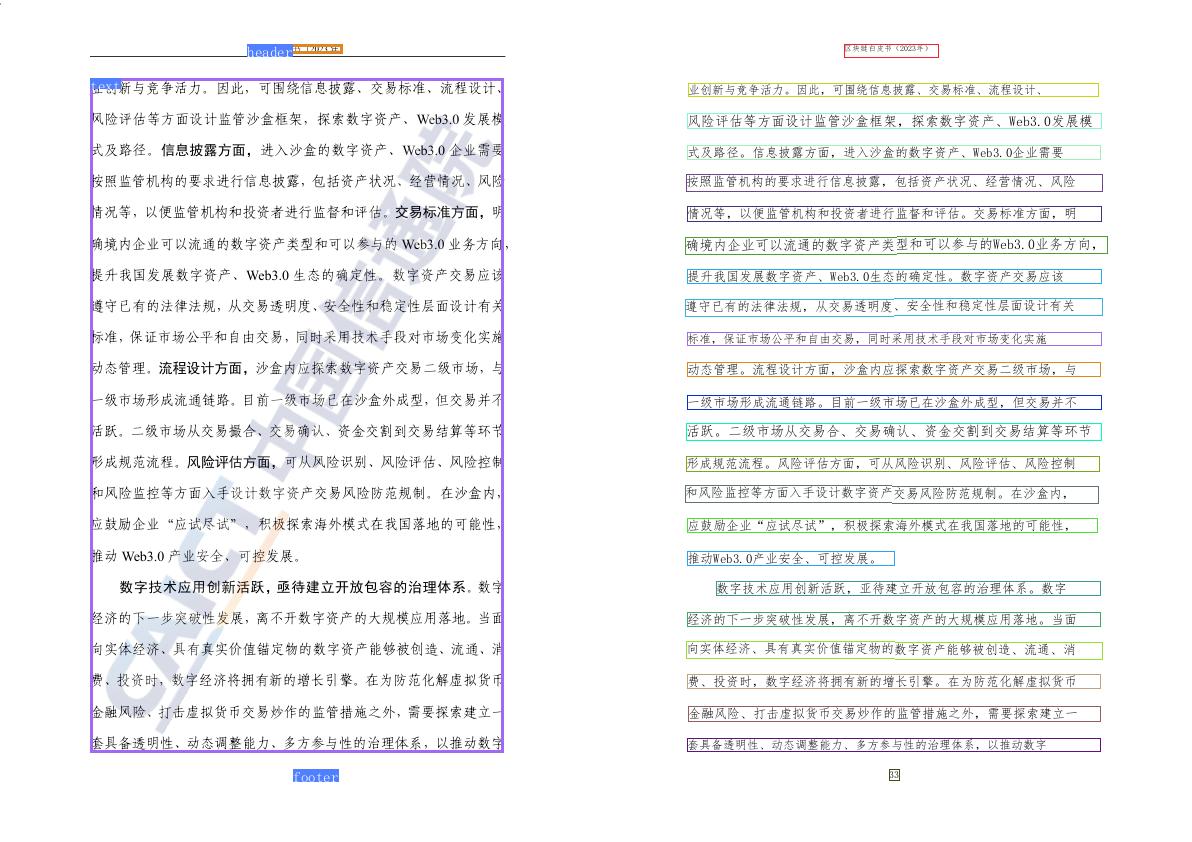 header
书（2023年）
text
业创新与竞争活力。因此，可围绕信息披露、交易标准、流程设计、
风险评估等方面设计监管沙盒框架，探索数字资产、Web3.0 发展模
式及路径。信息披露方面，进入沙盒的数字资产、Web3.0 企业需要
按照监管机构的要求进行信息披露，包括资产状况、经营情况、风险
情况等，以便监管机构和投资者进行监督和评估。交易标准方面，明
确境内企业可以流通的数字资产类型和可以参与的 Web3.0 业务方向，
提升我国发展数字资产、Web3.0 生态的确定性。数字资产交易应该
遵守已有的法律法规，从交易透明度、安全性和稳定性层面设计有关
标准，保证市场公平和自由交易，同时采用技术手段对市场变化实施
动态管理。流程设计方面，沙盒内应探索数字资产交易二级市场，与
一级市场形成流通链路。目前一级市场已在沙盒外成型，但交易并不
活跃。二级市场从交易撮合、交易确认、资金交割到交易结算等环节
形成规范流程。风险评估方面，可从风险识别、风险评估、风险控制
和风险监控等方面入手设计数字资产交易风险防范规制。在沙盒内，
应鼓励企业“应试尽试”，积极探索海外模式在我国落地的可能性，
推动 Web3.0 产业安全、可控发展。
数字技术应用创新活跃，亟待建立开放包容的治理体系。数字
经济的下一步突破性发展，离不开数字资产的大规模应用落地。当面
向实体经济、具有真实价值锚定物的数字资产能够被创造、流通、消
费、投资时，数字经济将拥有新的增长引擎。在为防范化解虚拟货币
金融风险、打击虚拟货币交易炒作的监管措施之外，需要探索建立一
套具备透明性、动态调整能力、多方参与性的治理体系，以推动数字
footer
CAICT 中国信通院
区块链白皮书（2023年）
业创新与竞争活力。因此，可围绕信息披露、交易标准、流程设计、
风险评估等方面设计监管沙盒框架，探索数字资产、Web3.0发展模
式及路径。信息披露方面，进入沙盒的数字资产、Web3.0企业需要
按照监管机构的要求进行信息披露，包括资产状况、经营情况、风险
情况等，以便监管机构和投资者进行监督和评估。交易标准方面，明
确境内企业可以流通的数字资产类型和可以参与的Web3.0业务方向，
提升我国发展数字资产、Web3.0生态的确定性。数字资产交易应该
遵守已有的法律法规，从交易透明度、安全性和稳定性层面设计有关
标准，保证市场公平和自由交易，同时采用技术手段对市场变化实施
动态管理。流程设计方面，沙盒内应探索数字资产交易二级市场，与
一级市场形成流通链路。目前一级市场已在沙盒外成型，但交易并不
活跃。二级市场从交易合、交易确认、资金交割到交易结算等环节
形成规范流程。风险评估方面，可从风险识别、风险评估、风险控制
和风险监控等方面入手设计数字资产交易风险防范规制。在沙盒内，
应鼓励企业“应试尽试”，积极探索海外模式在我国落地的可能性，
推动Web3.0产业安全、可控发展。
数字技术应用创新活跃，亚待建立开放包容的治理体系。数字
经济的下一步突破性发展，离不开数字资产的大规模应用落地。当面
向实体经济、具有真实价值锚定物的数字资产能够被创造、流通、消
费、投资时，数字经济将拥有新的增长引擎。在为防范化解虚拟货币
金融风险、打击虚拟货币交易炒作的监管措施之外，需要探索建立一
套具备透明性、动态调整能力、多方参与性的治理体系，以推动数字
33